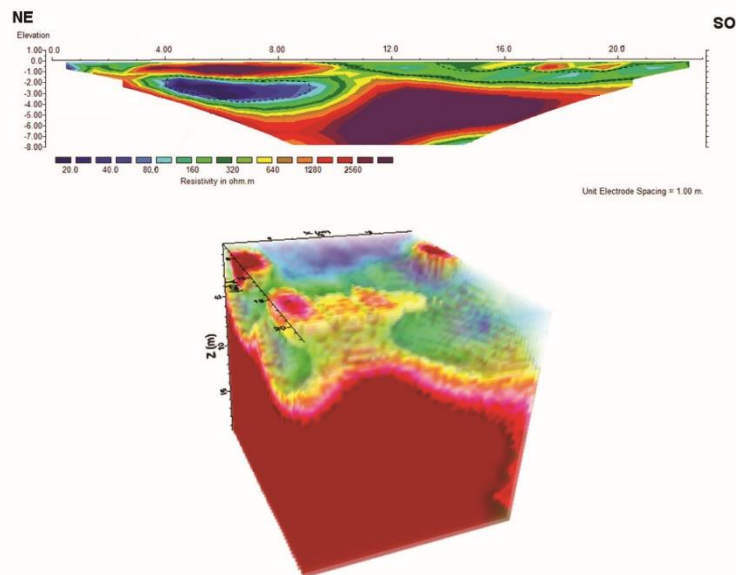 NE
SO
Elevation
1.00 0.0 4.00 8.00 12.0 16.0 20.0
0.0
-1.00
-2.00
-3.00
-4.00
-5.00
-6.00
-7.00
-8.00
20.0 40.0 80.0 160 320 640 1280 2560
Resistivity in ohm.m
Unit Electrode Spacing = 1.00 m.
Z (m)